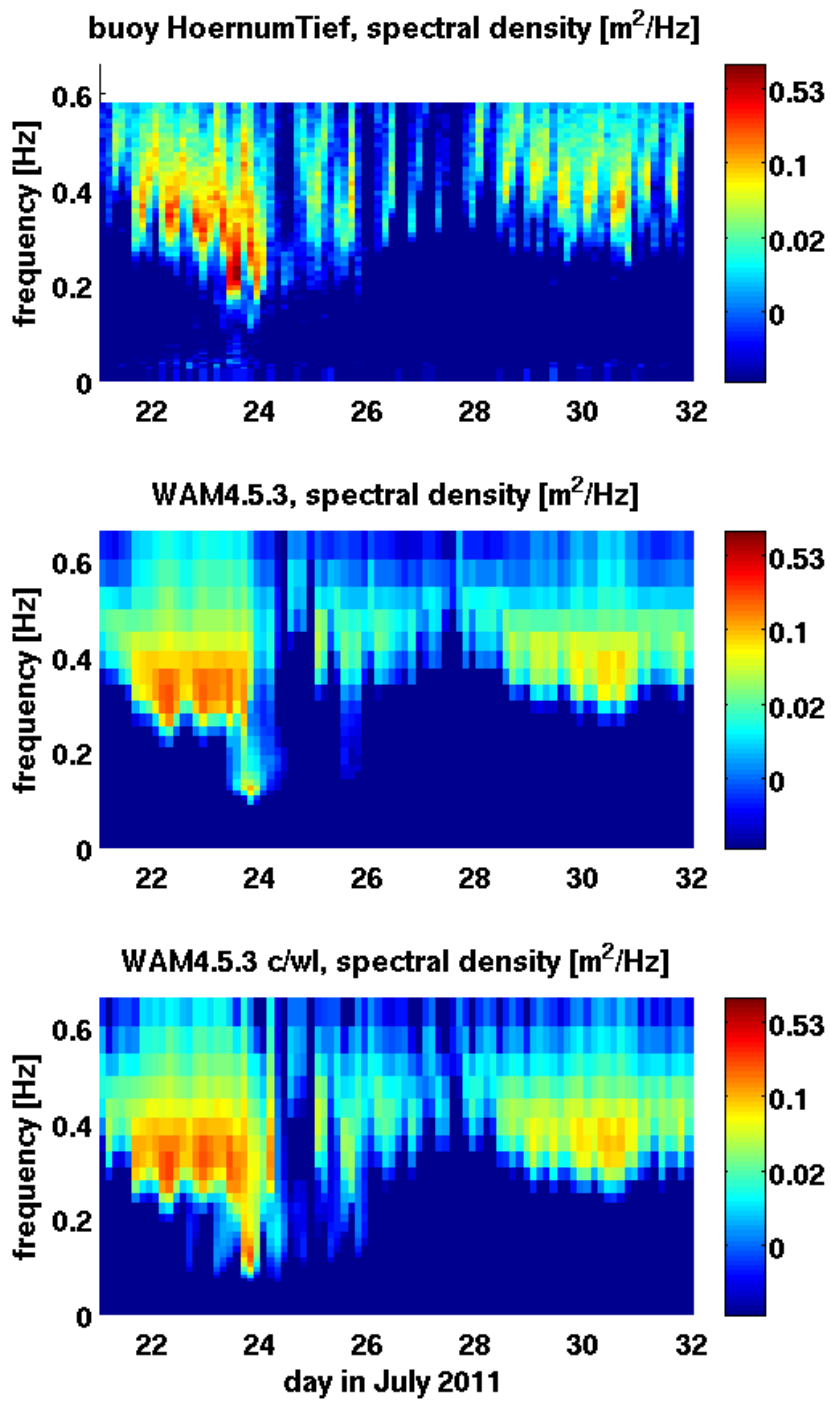 buoy HoernumTief, spectral density [m²/Hz]
frequency [Hz]
0.6
0.4
0.2
0
22 24 26 28 30 32
0.53
0.1
0.02
0
WAM4.5.3, spectral density [m²/Hz]
frequency [Hz]
0.6
0.4
0.2
0
22 24 26 28 30 32
0.53
0.1
0.02
0
WAM4.5.3 c/wl, spectral density [m²/Hz]
frequency [Hz]
0.6
0.4
0.2
0
22 24 26 28 30 32
day in July 2011
0.53
0.1
0.02
0